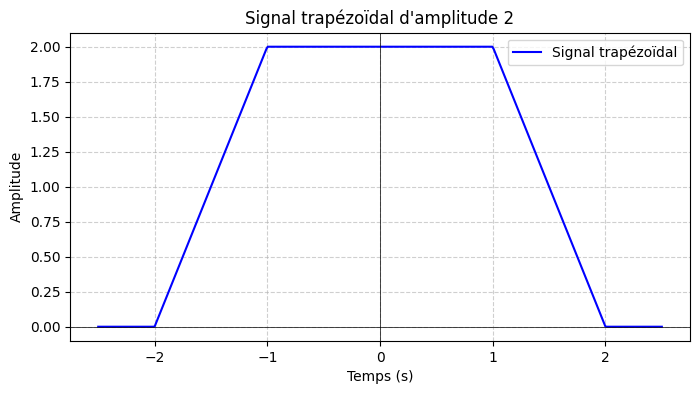 Signal trapézoïdal d'amplitude 2
Signal trapézoïdal
Amplitude
2.00
1.75
1.50
1.25
1.00
0.75
0.50
0.25
0.00
−2 −1 0 1 2
Temps (s)